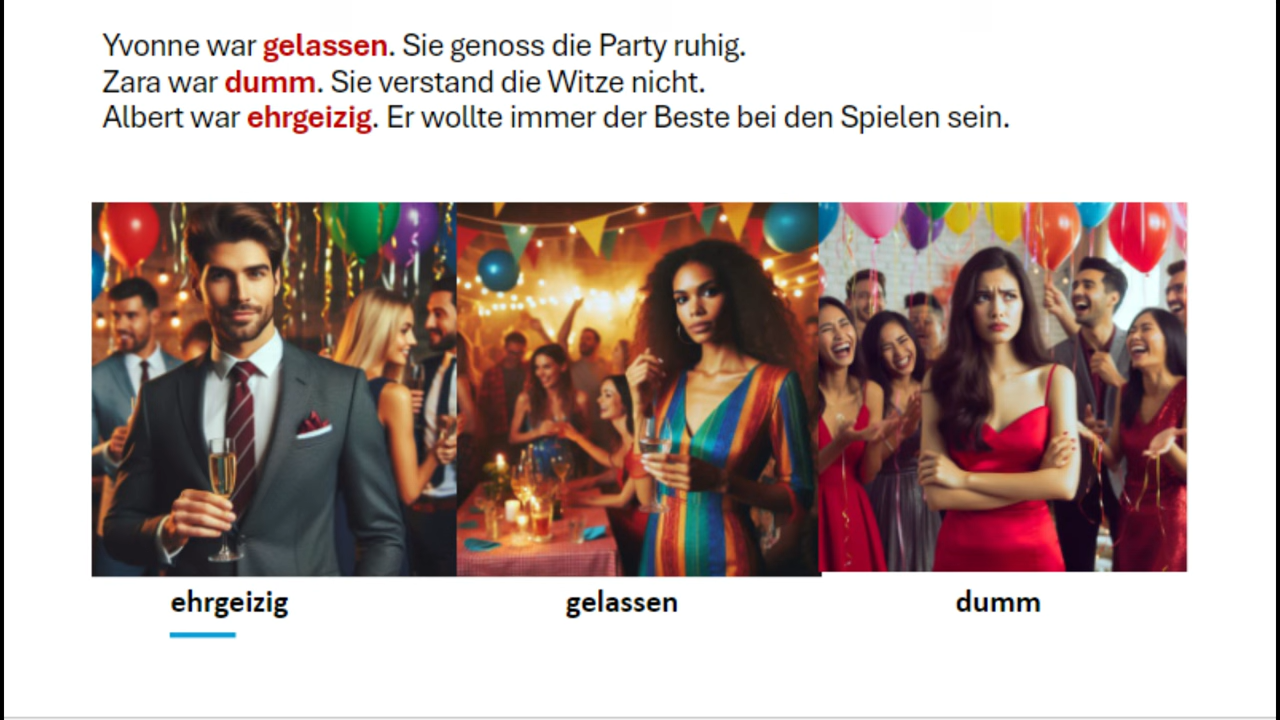 Yvonne war gelassen. Sie genoss die Party ruhig.
Zara war dumm. Sie verstand die Witze nicht.
Albert war ehrgeizig. Er wollte immer der Beste bei den Spielen sein.
ehrgeizig
gelassen
dumm